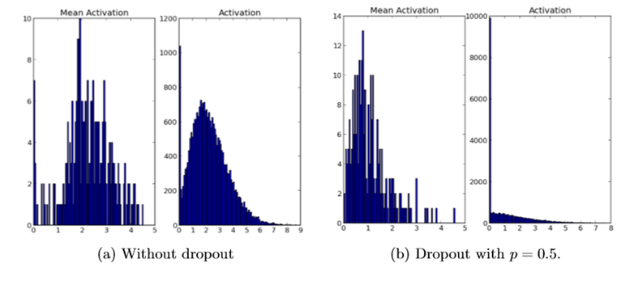 Mean Activation
10
8
6
4
2
0
0 1 2 3 4 5
Activation
1200
1000
800
600
400
200
0
0 1 2 3 4 5 6 7 8 9
(a) Without dropout
Mean Activation
14
12
10
8
6
4
2
0
0 1 2 3 4 5
Activation
10000
8000
6000
4000
2000
0
0 1 2 3 4 5 6 7 8
(b) Dropout with p = 0.5.